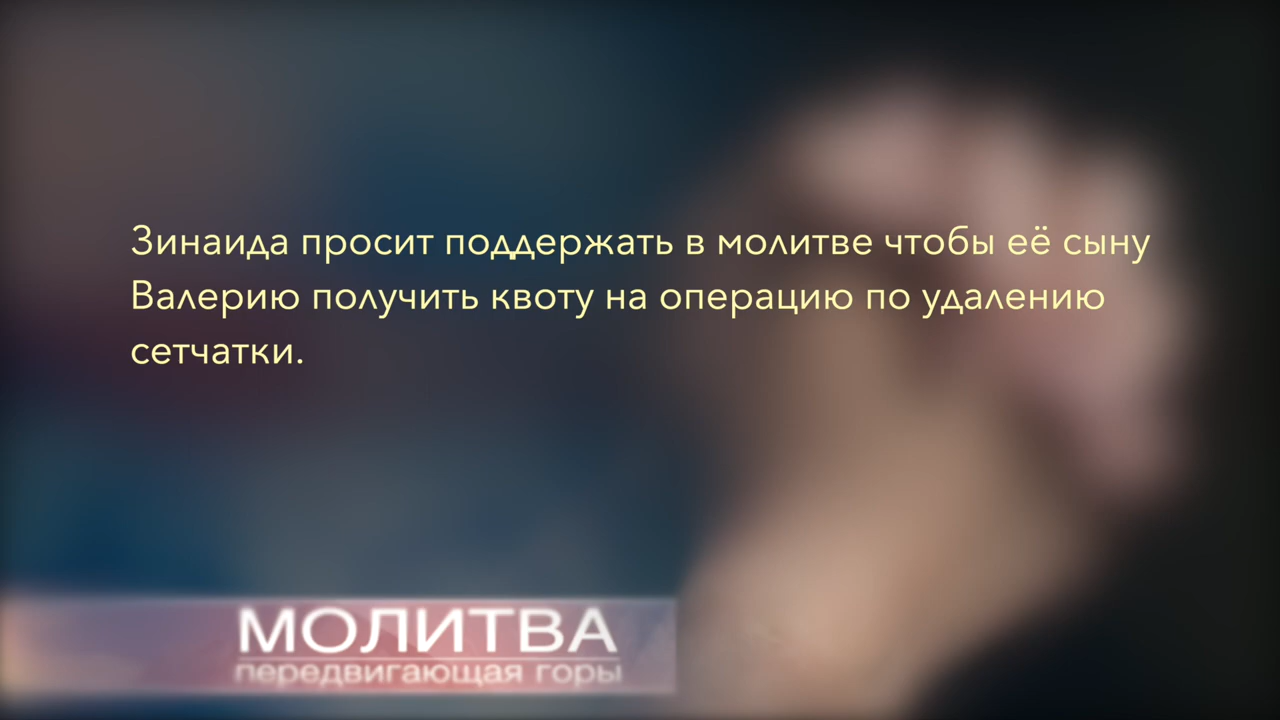 Зинаида просит поддержать в молитве чтобы её сыну
Валерию получить квоту на операцию по удалению
сетчатки.
МОЛИТВА
передвигающая горы